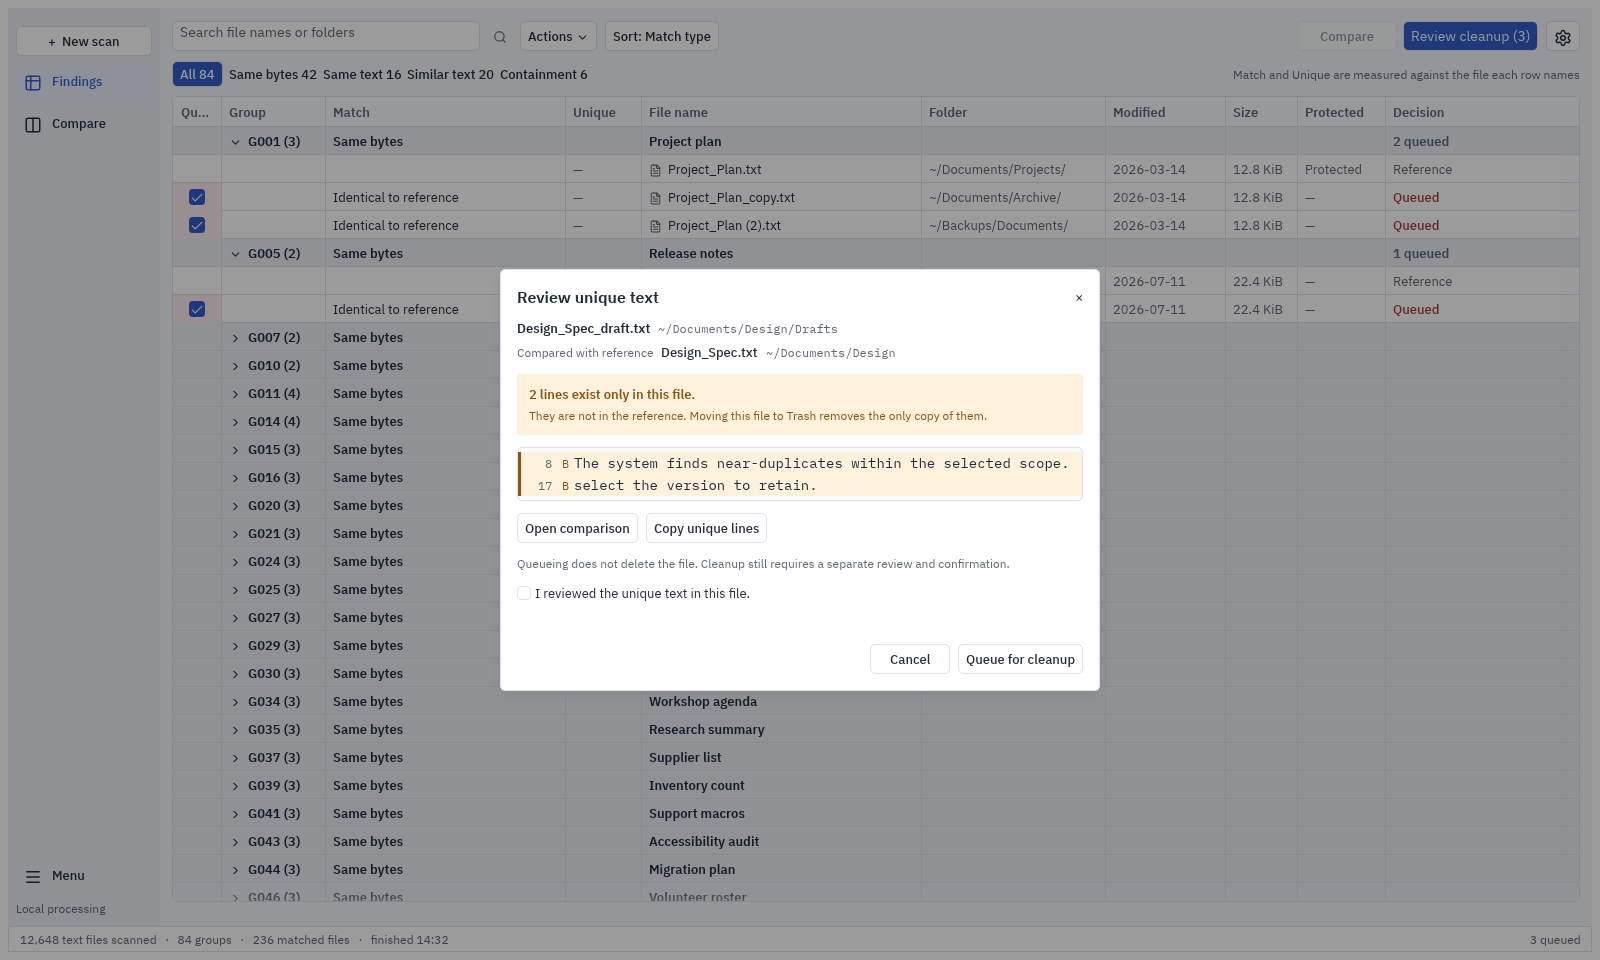 + New scan
Findings
Compare
Menu
Local processing
Search file names or folders
Actions
Sort: Match type
Compare
Review cleanup (3)
All 84 Same bytes 42 Same text 16 Similar text 20 Containment 6
Match and Unique are measured against the file each row names
Qu... Group Match Unique File name Folder Modified Size Protected Decision
G001 (3) Same bytes Project plan 2 queued
— Project_Plan.txt ~/Documents/Projects/ 2026-03-14 12.8 KiB Protected Reference
Identical to reference — Project_Plan_copy.txt ~/Documents/Archive/ 2026-03-14 12.8 KiB — Queued
Identical to reference — Project_Plan (2).txt ~/Backups/Documents/ 2026-03-14 12.8 KiB — Queued
G005 (2) Same bytes Release notes 1 queued
2026-07-11 22.4 KiB — Reference
Identical to reference 2026-07-11 22.4 KiB — Queued
G007 (2) Same bytes
G010 (2) Same bytes
G011 (4) Same bytes
G014 (4) Same bytes
G015 (3) Same bytes
G016 (3) Same bytes
G020 (3) Same bytes
G021 (3) Same bytes
G024 (3) Same bytes
G025 (3) Same bytes
G027 (3) Same bytes
G029 (3) Same bytes
G030 (3) Same bytes
G034 (3) Same bytes Workshop agenda
G035 (3) Same bytes Research summary
G037 (3) Same bytes Supplier list
G039 (3) Same bytes Inventory count
G041 (3) Same bytes Support macros
G043 (3) Same bytes Accessibility audit
G044 (3) Same bytes Migration plan
G046 (3) Same bytes Volunteer roster
Review unique text ×
Design_Spec_draft.txt ~/Documents/Design/Drafts
Compared with reference Design_Spec.txt ~/Documents/Design
2 lines exist only in this file.
They are not in the reference. Moving this file to Trash removes the only copy of them.
8 B The system finds near-duplicates within the selected scope.
17 B select the version to retain.
Open comparison
Copy unique lines
Queueing does not delete the file. Cleanup still requires a separate review and confirmation.
I reviewed the unique text in this file.
Cancel
Queue for cleanup
12,648 text files scanned · 84 groups · 236 matched files · finished 14:32
3 queued